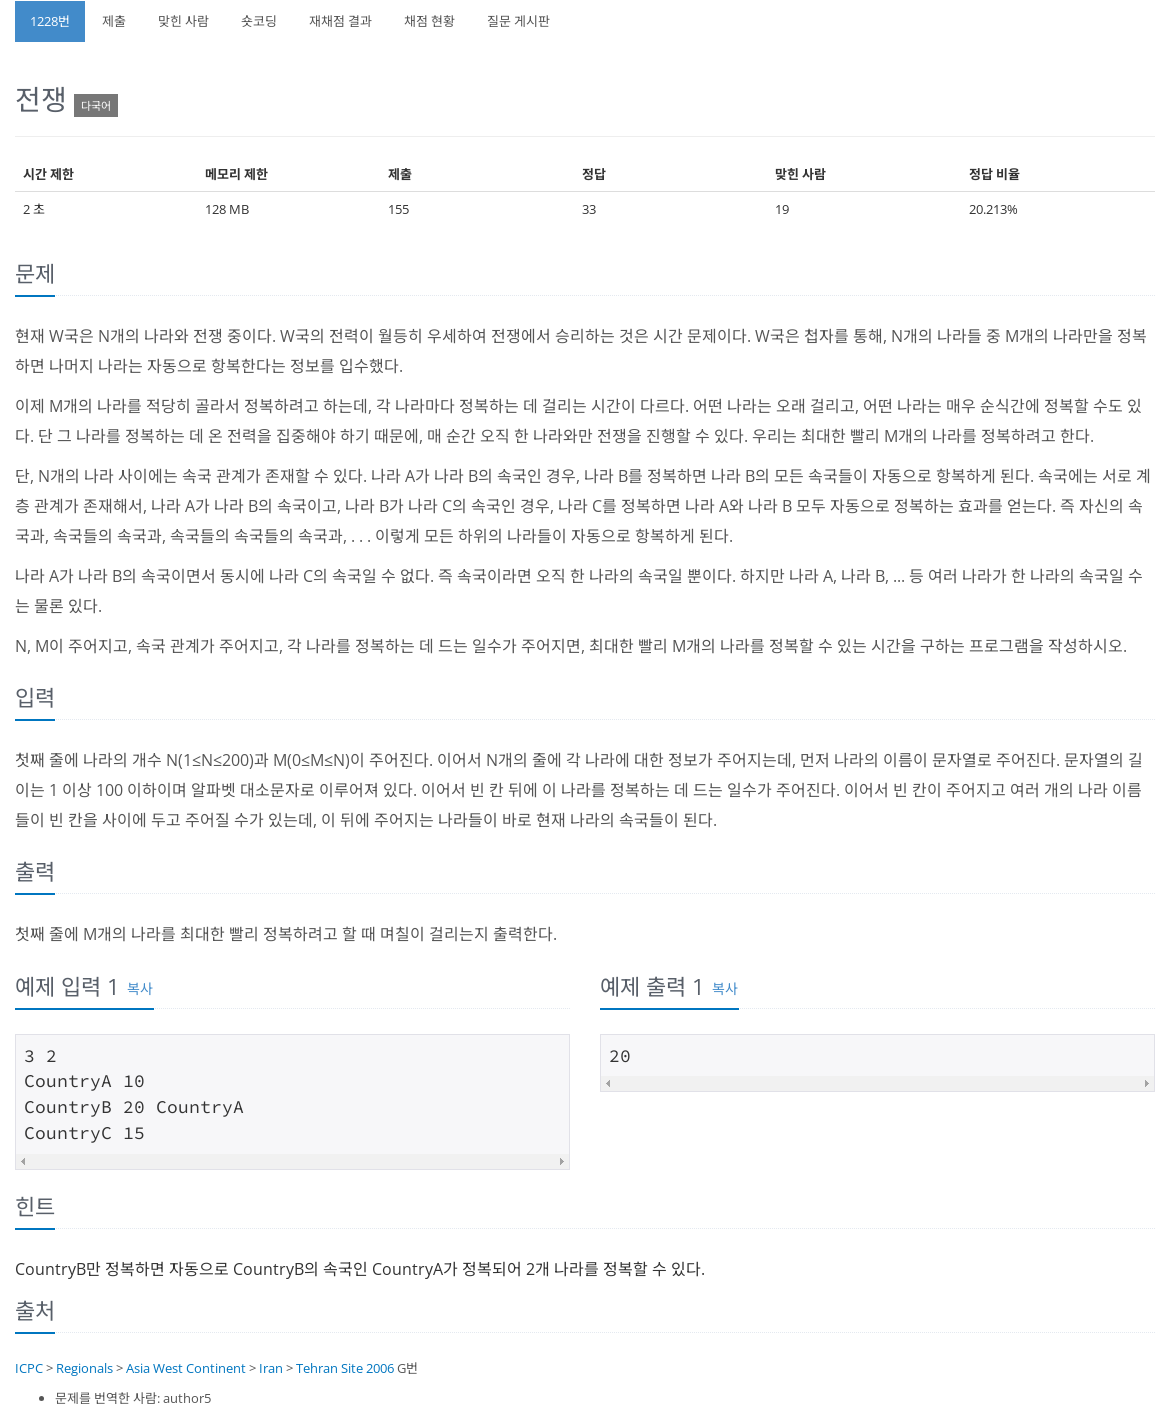 1228번 제출 맞힌 사람 숏코딩 재채점 결과 채점 현황 질문 게시판
전쟁 다국어
시간 제한 메모리 제한 제출 정답 맞힌 사람 정답 비율
2 초 128 MB 155 33 19 20.213%
문제
현재 W국은 N개의 나라와 전쟁 중이다. W국의 전력이 월등히 우세하여 전쟁에서 승리하는 것은 시간 문제이다. W국은 첩자를 통해, N개의 나라들 중 M개의 나라만을 정복
하면 나머지 나라는 자동으로 항복한다는 정보를 입수했다.
이제 M개의 나라를 적당히 골라서 정복하려고 하는데, 각 나라마다 정복하는 데 걸리는 시간이 다르다. 어떤 나라는 오래 걸리고, 어떤 나라는 매우 순식간에 정복할 수도 있
다. 단 그 나라를 정복하는 데 온 전력을 집중해야 하기 때문에, 매 순간 오직 한 나라와만 전쟁을 진행할 수 있다. 우리는 최대한 빨리 M개의 나라를 정복하려고 한다.
단, N개의 나라 사이에는 속국 관계가 존재할 수 있다. 나라 A가 나라 B의 속국인 경우, 나라 B를 정복하면 나라 B의 모든 속국들이 자동으로 항복하게 된다. 속국에는 서로 계
층 관계가 존재해서, 나라 A가 나라 B의 속국이고, 나라 B가 나라 C의 속국인 경우, 나라 C를 정복하면 나라 A와 나라 B 모두 자동으로 정복하는 효과를 얻는다. 즉 자신의 속
국과, 속국들의 속국과, 속국들의 속국들의 속국과, . . . 이렇게 모든 하위의 나라들이 자동으로 항복하게 된다.
나라 A가 나라 B의 속국이면서 동시에 나라 C의 속국일 수 없다. 즉 속국이라면 오직 한 나라의 속국일 뿐이다. 하지만 나라 A, 나라 B, ... 등 여러 나라가 한 나라의 속국일 수
는 물론 있다.
N, M이 주어지고, 속국 관계가 주어지고, 각 나라를 정복하는 데 드는 일수가 주어지면, 최대한 빨리 M개의 나라를 정복할 수 있는 시간을 구하는 프로그램을 작성하시오.
입력
첫째 줄에 나라의 개수 N(1≤N≤200)과 M(0≤M≤N)이 주어진다. 이어서 N개의 줄에 각 나라에 대한 정보가 주어지는데, 먼저 나라의 이름이 문자열로 주어진다. 문자열의 길
이는 1 이상 100 이하이며 알파벳 대소문자로 이루어져 있다. 이어서 빈 칸 뒤에 이 나라를 정복하는 데 드는 일수가 주어진다. 이어서 빈 칸이 주어지고 여러 개의 나라 이름
들이 빈 칸을 사이에 두고 주어질 수가 있는데, 이 뒤에 주어지는 나라들이 바로 현재 나라의 속국들이 된다.
출력
첫째 줄에 M개의 나라를 최대한 빨리 정복하려고 할 때 며칠이 걸리는지 출력한다.
예제 입력 1 복사
3 2
CountryA 10
CountryB 20 CountryA
CountryC 15
예제 출력 1 복사
20
힌트
CountryB만 정복하면 자동으로 CountryB의 속국인 CountryA가 정복되어 2개 나라를 정복할 수 있다.
출처
ICPC > Regionals > Asia West Continent > Iran > Tehran Site 2006 G번
• 문제를 번역한 사람: author5